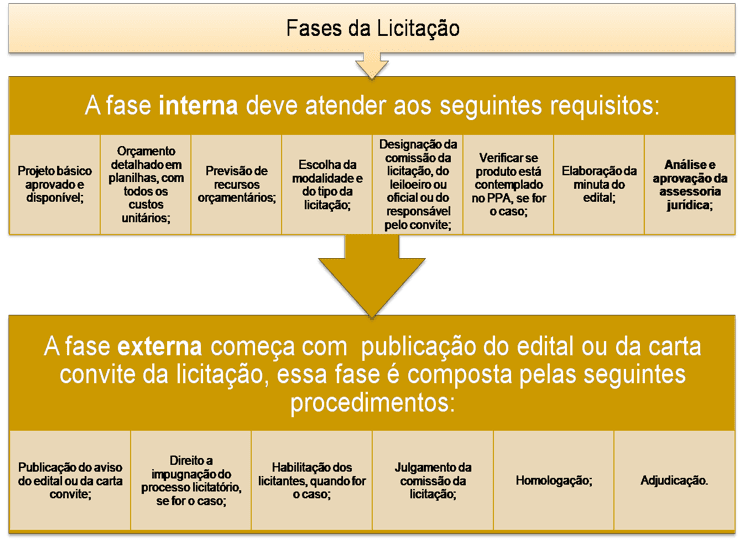 Fases da Licitação
A fase interna deve atender aos seguintes requisitos:
Projeto básico
aprovado e
disponível;
Orçamento
detalhado em
planilhas, com
todos os
custos
unitários;
Previsão de
recursos
orçamentários;
Escolha da
modalidade e
do tipo da
licitação;
Designação da
comissão da
licitação, do
leiloeiro ou
oficial ou do
responsável
pelo convite;
Verificar se
produto está
contemplado
no PPA, se for
o caso;
Elaboração da
minuta do
edital;
Análise e
aprovação da
assessoria
jurídica;
A fase externa começa com publicação do edital ou da carta
convite da licitação, essa fase é composta pelas seguintes
procedimentos:
Publicação do aviso
do edital ou da carta
convite;
Direito a
impugnação do
processo licitatório,
se for o caso;
Habilitação dos
licitantes, quando for
o caso;
Julgamento da
comissão da
licitação;
Homologação;
Adjudicação.